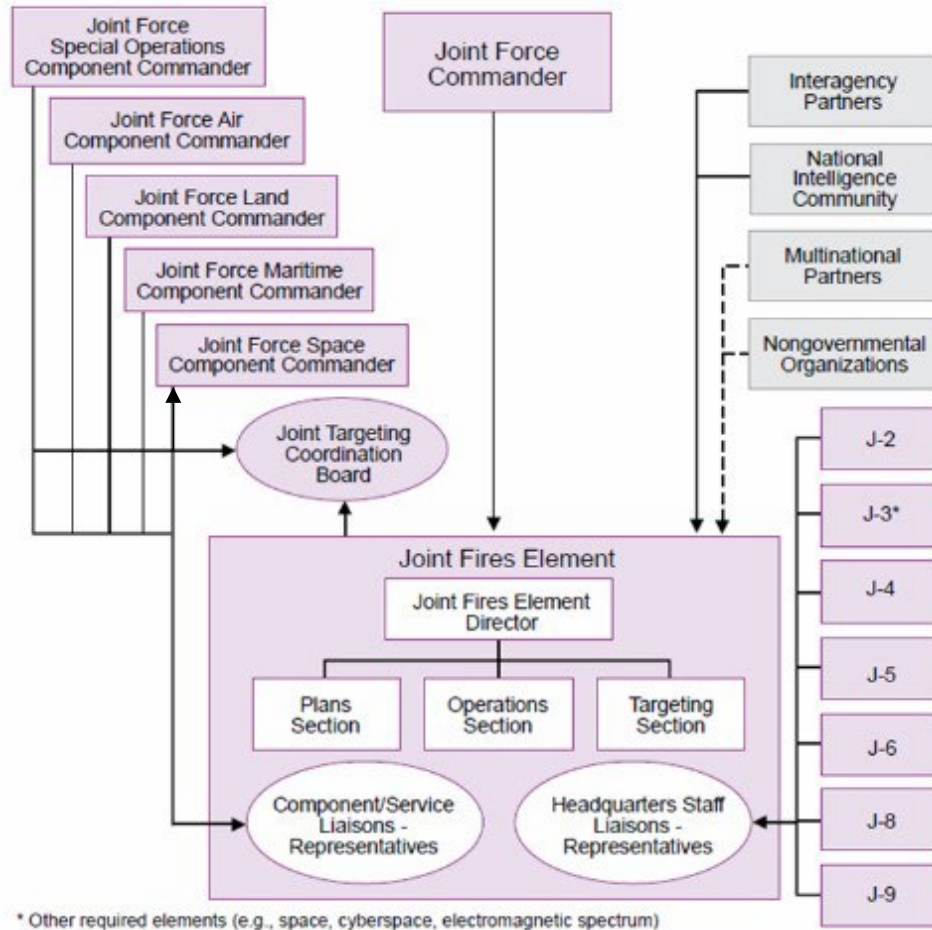 Joint Force
Special Operations
Component Commander
Joint Force Air
Component Commander
Joint Force Land
Component Commander
Joint Force Maritime
Component Commander
Joint Force Space
Component Commander
Joint Force
Commander
Interagency
Partners
National
Intelligence
Community
Multinational
Partners
Nongovernmental
Organizations
Joint Targeting
Coordination
Board
J-2
J-3*
J-4
J-5
J-6
J-8
J-9
Joint Fires Element
Joint Fires Element
Director
Plans
Section
Operations
Section
Targeting
Section
Component/Service
Liaisons -
Representatives
Headquarters Staff
Liaisons -
Representatives
* Other required elements (e.g., space, cyberspace, electromagnetic spectrum)